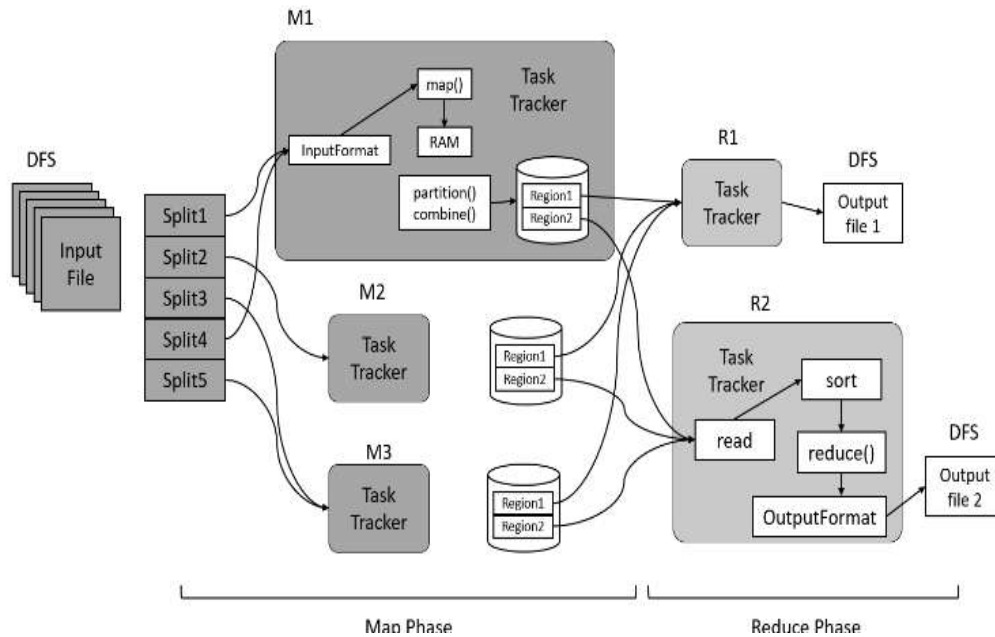 M1
Task
Tracker
map()
RAM
InputFormat
partition()
combine()
Region1
Region2
DFS
Input
File
Split1
Split2
Split3
Split4
Split5
M2
Task
Tracker
Region1
Region2
M3
Task
Tracker
Region1
Region2
R1
Task
Tracker
DFS
Output
file 1
R2
Task
Tracker
sort
read
reduce()
OutputFormat
DFS
Output
file 2
Map Phase
Reduce Phase